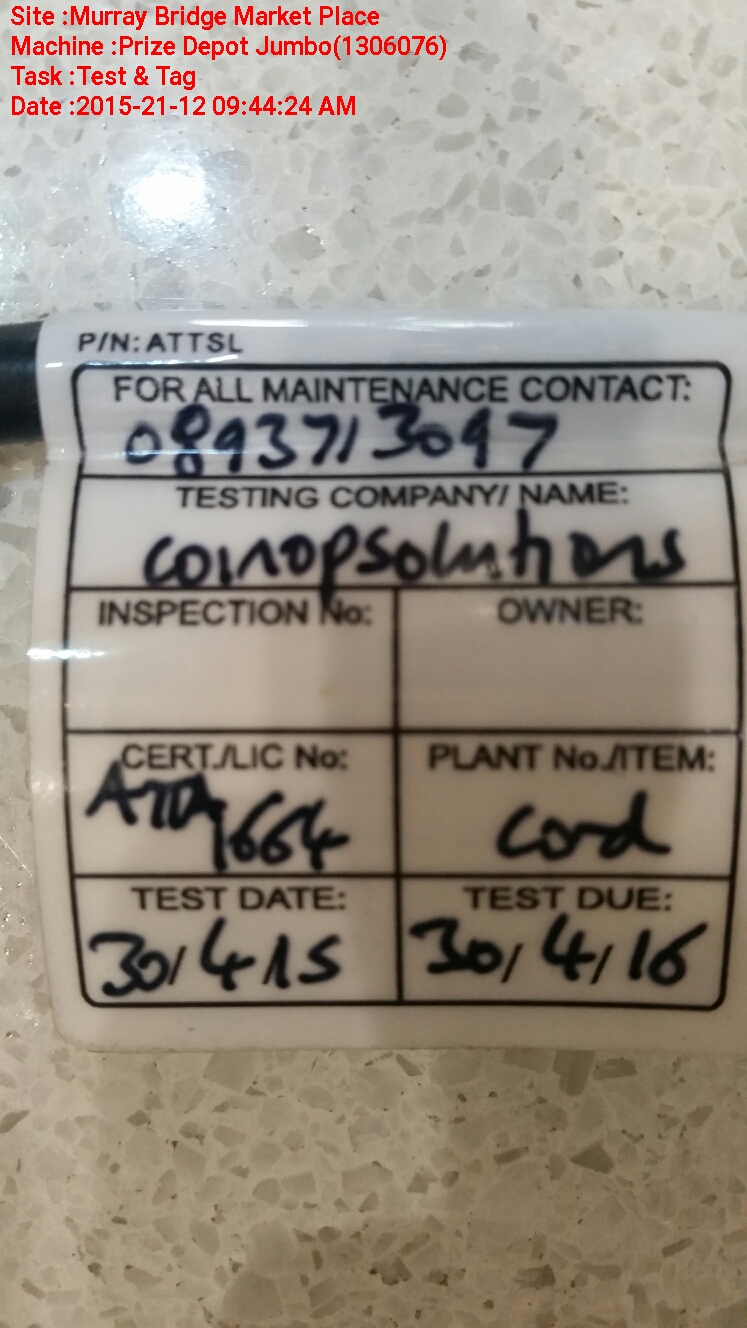 Site :Murray Bridge Market Place
Machine :Prize Depot Jumbo(1306076)
Task :Test & Tag
Date :2015-21-12 09:44:24 AM
P/N: ATTSL
FOR ALL MAINTENANCE CONTACT:
0893713097
TESTING COMPANY/ NAME:
coinopsolutions
INSPECTION No: OWNER:
CERT./LIC No: PLANT No./ITEM:
ATTA1664 cord
TEST DATE: TEST DUE:
30/4/15 30/4/16